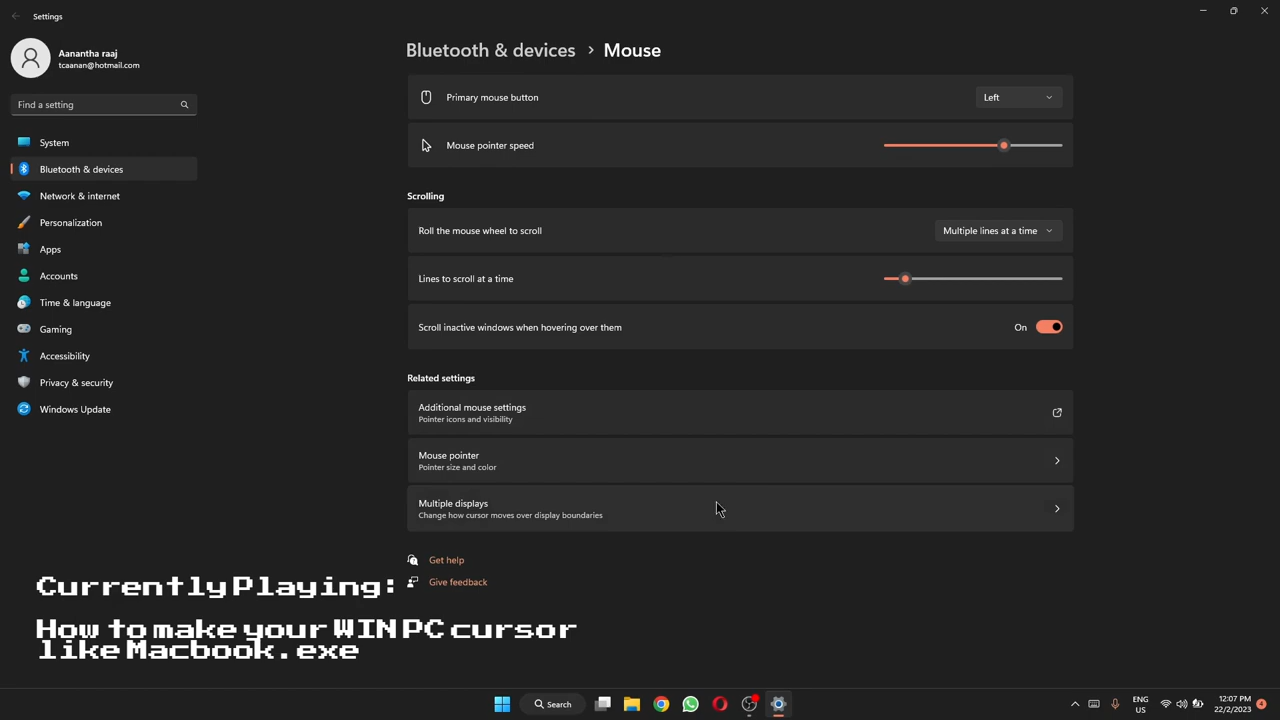 Settings
Aanantha raaj
tcaanan@hotmail.com
Find a setting
System
Bluetooth & devices
Network & internet
Personalization
Apps
Accounts
Time & language
Gaming
Accessibility
Privacy & security
Windows Update
Bluetooth & devices > Mouse
Primary mouse button
Left
Mouse pointer speed
Scrolling
Roll the mouse wheel to scroll
Multiple lines at a time
Lines to scroll at a time
Scroll inactive windows when hovering over them
On
Related settings
Additional mouse settings
Pointer icons and visibility
Mouse pointer
Pointer size and color
Multiple displays
Change how cursor moves over display boundaries
Get help
Give feedback
Currently Playing:
How to make your WIN PC cursor
like Macbook.exe
Search
ENG
US
12:07 PM
22/2/2023
4